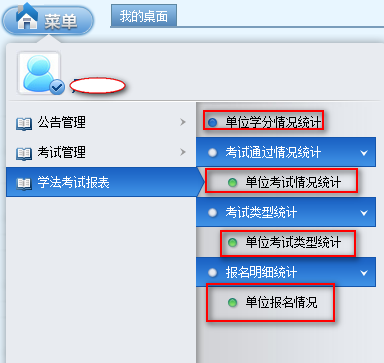 菜单
我的桌面
公告管理
考试管理
学法考试报表
单位学分情况统计
考试通过情况统计
单位考试情况统计
考试类型统计
单位考试类型统计
报名明细统计
单位报名情况